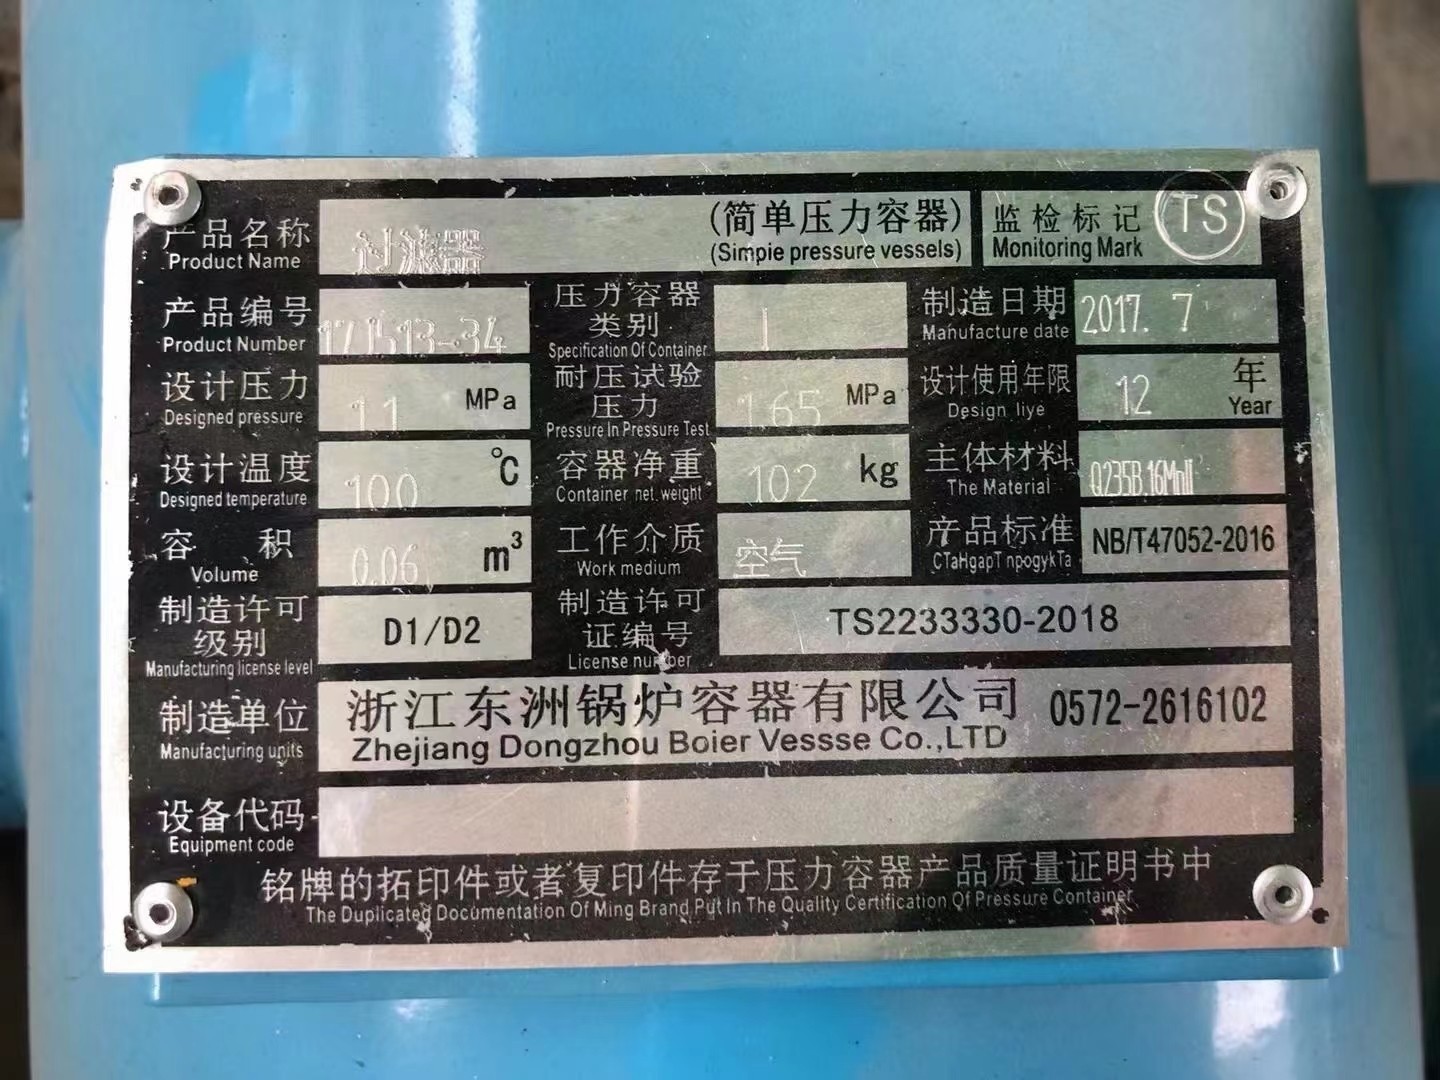 产品名称 过滤器 (简单压力容器) 监检标记 TS
Product Name (Simpie pressure vessels) Monitoring Mark
产品编号 171513-34 压力容器类别 I 制造日期 2017. 7
Product Number Specification Of Container Manufacture date
设计压力 1.1 MPa 耐压试验压力 1.65 MPa 设计使用年限 12 年
Designed pressure Pressure In Pressure Test Design liye Year
设计温度 100 ℃ 容器净重 102 kg 主体材料 Q235B.16MnII
Designed temperature Container net. weight The Material
容积 0.06 m³ 工作介质 空气 产品标准 NB/T47052-2016
Volume Work medium CTaHgapT npogykTa
制造许可级别 D1/D2 制造许可证编号 TS2233330-2018
Manufacturing license level License number
制造单位 浙江东洲锅炉容器有限公司 0572-2616102
Manufacturing units Zhejiang Dongzhou Boier Vessse Co.,LTD
设备代码
Equipment code
铭牌的拓印件或者复印件存于压力容器产品质量证明书中
The Duplicated Documentation Of Ming Brand Put In The Quality Certification Of Pressure Container